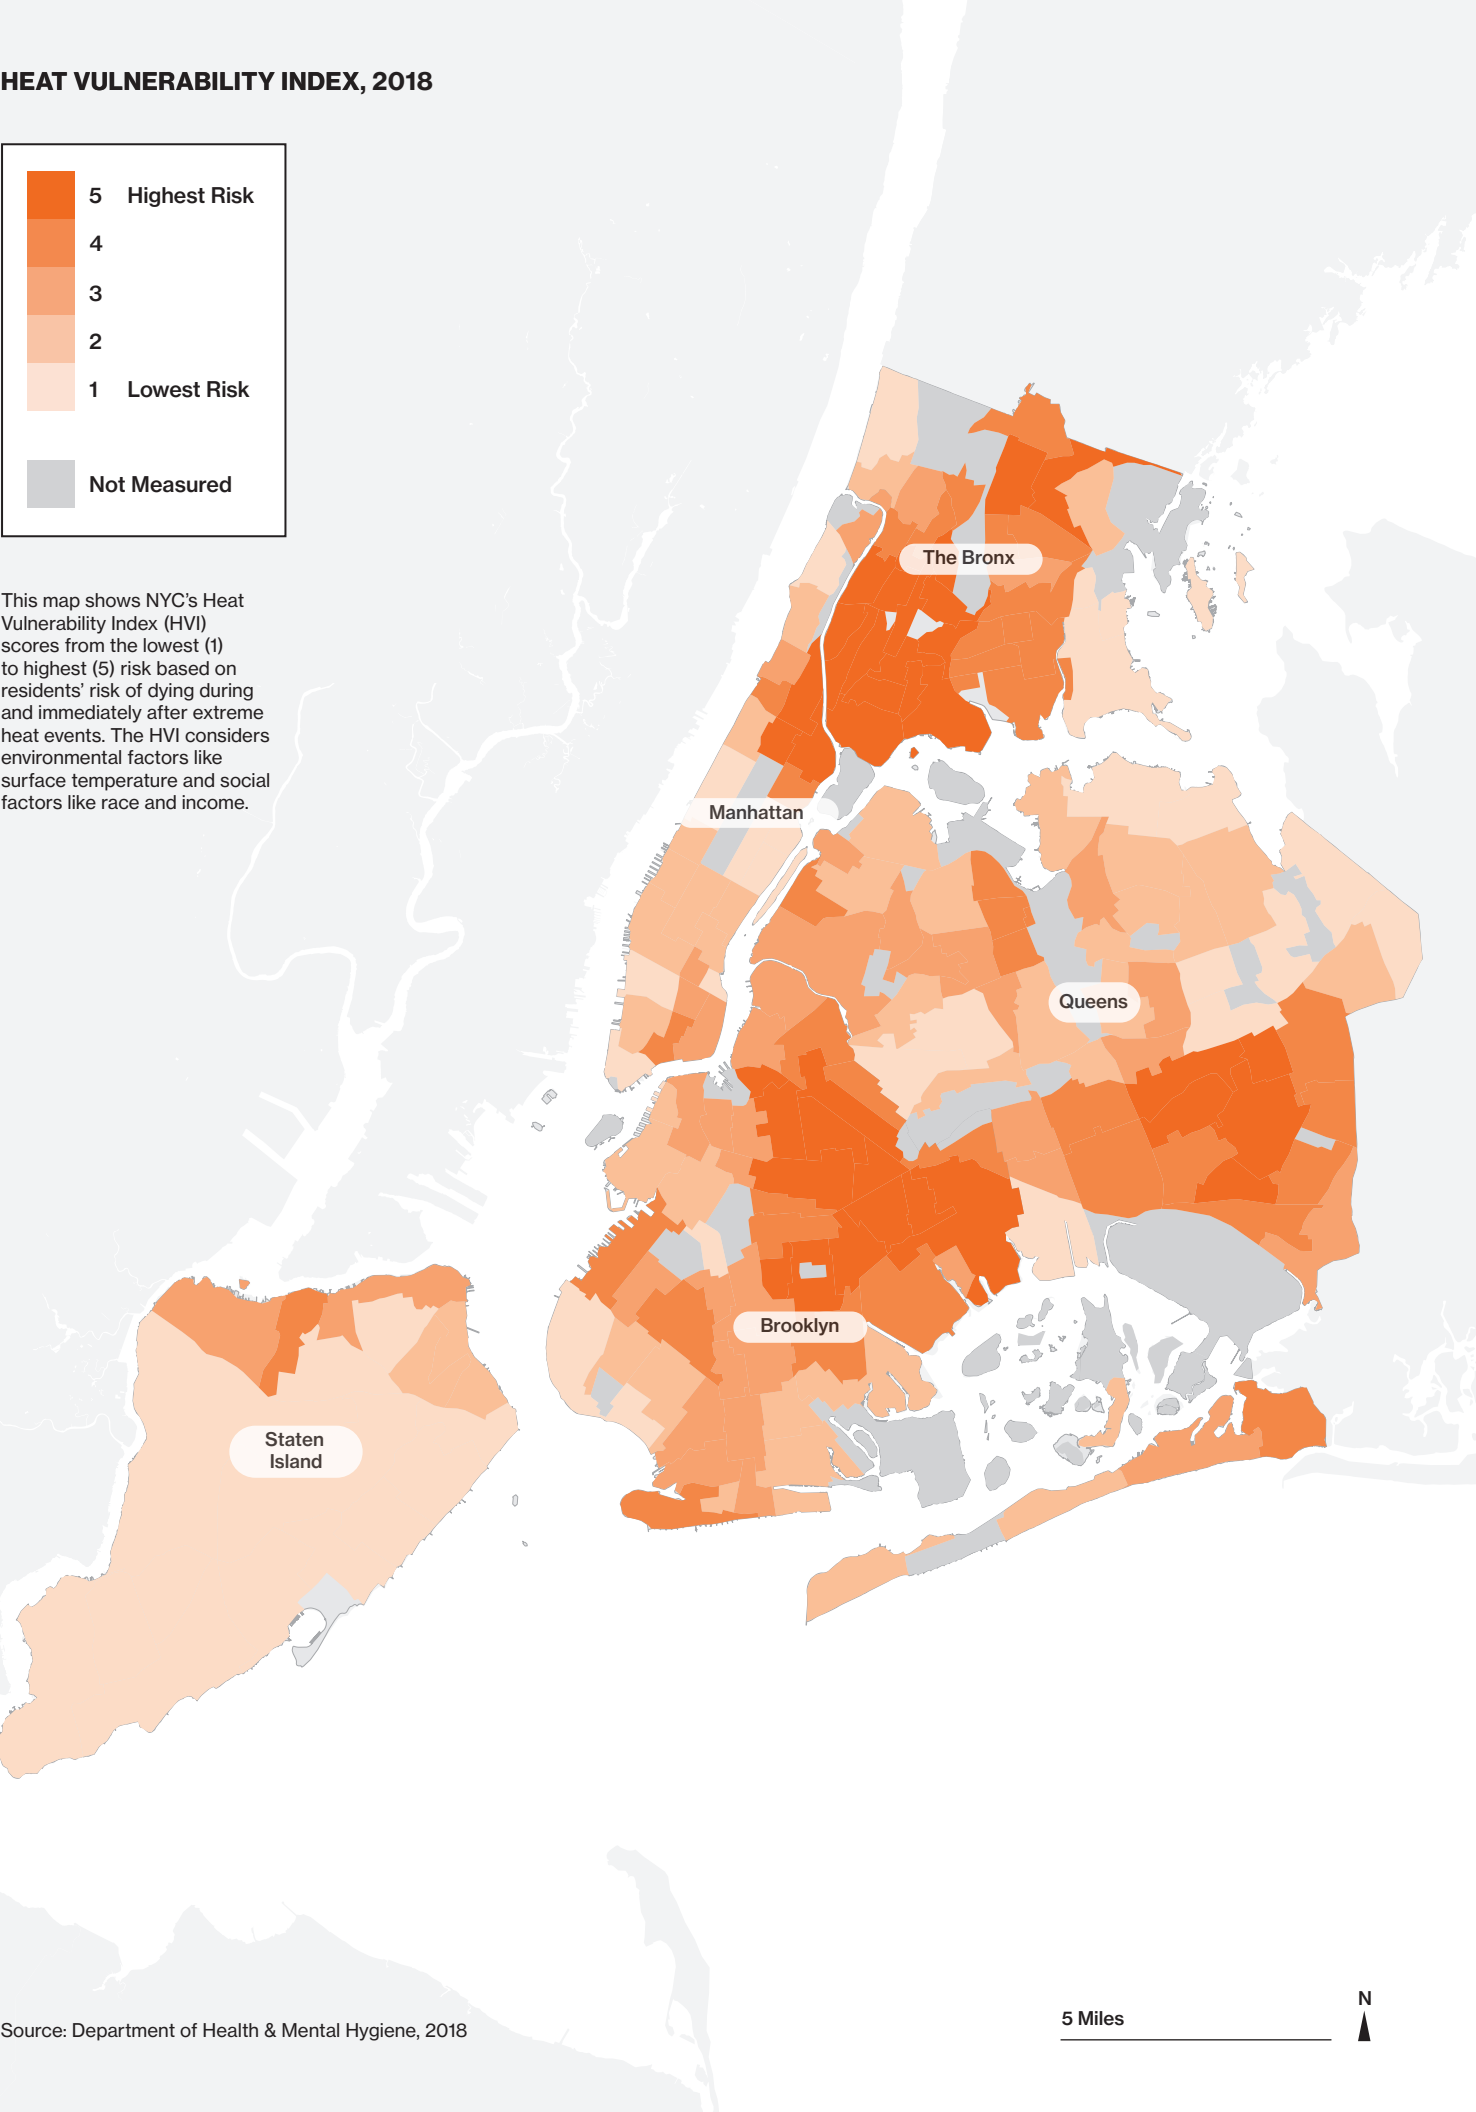 HEAT VULNERABILITY INDEX, 2018
5 Highest Risk
4
3
2
1 Lowest Risk
Not Measured
This map shows NYC’s Heat
Vulnerability Index (HVI)
scores from the lowest (1)
to highest (5) risk based on
residents’ risk of dying during
and immediately after extreme
heat events. The HVI considers
environmental factors like
surface temperature and social
factors like race and income.
The Bronx
Manhattan
Queens
Brooklyn
Staten
Island
Source: Department of Health & Mental Hygiene, 2018
5 Miles
N